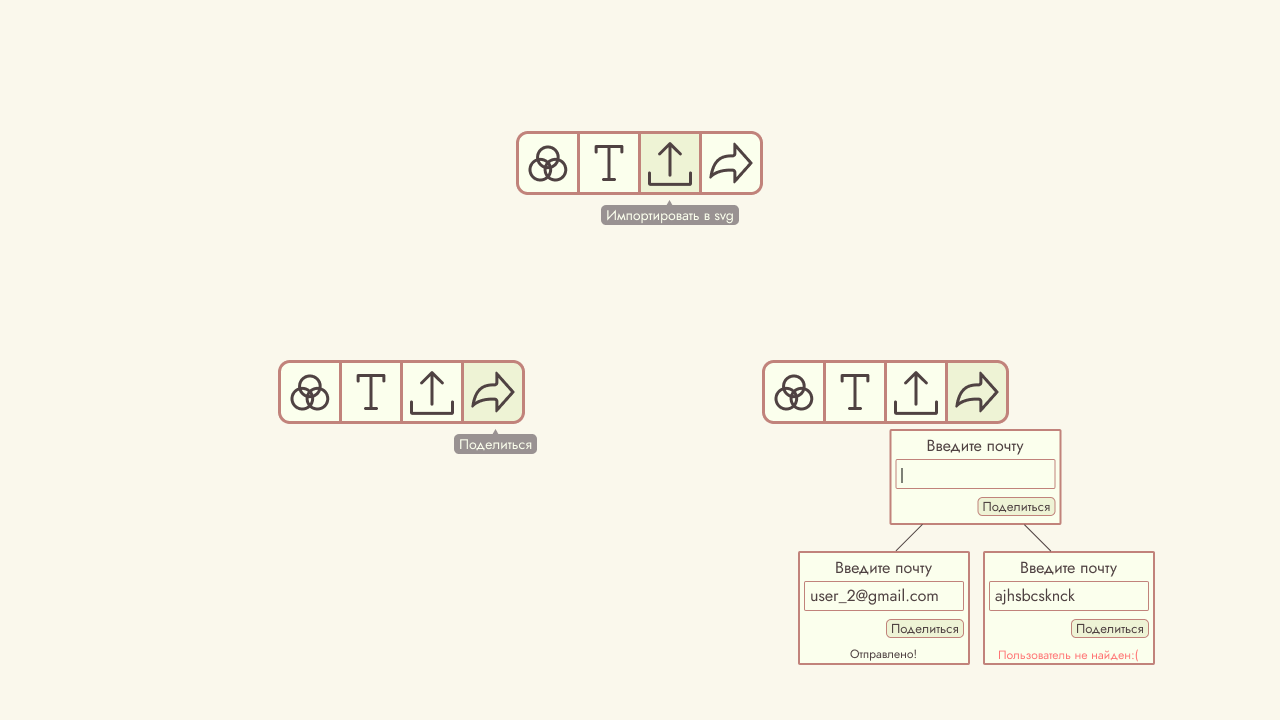 Импортировать в svg
Поделиться
Введите почту
Поделиться
Введите почту
user_2@gmail.com
Поделиться
Отправлено!
Введите почту
ajhsbcsknck
Поделиться
Пользователь не найден:(